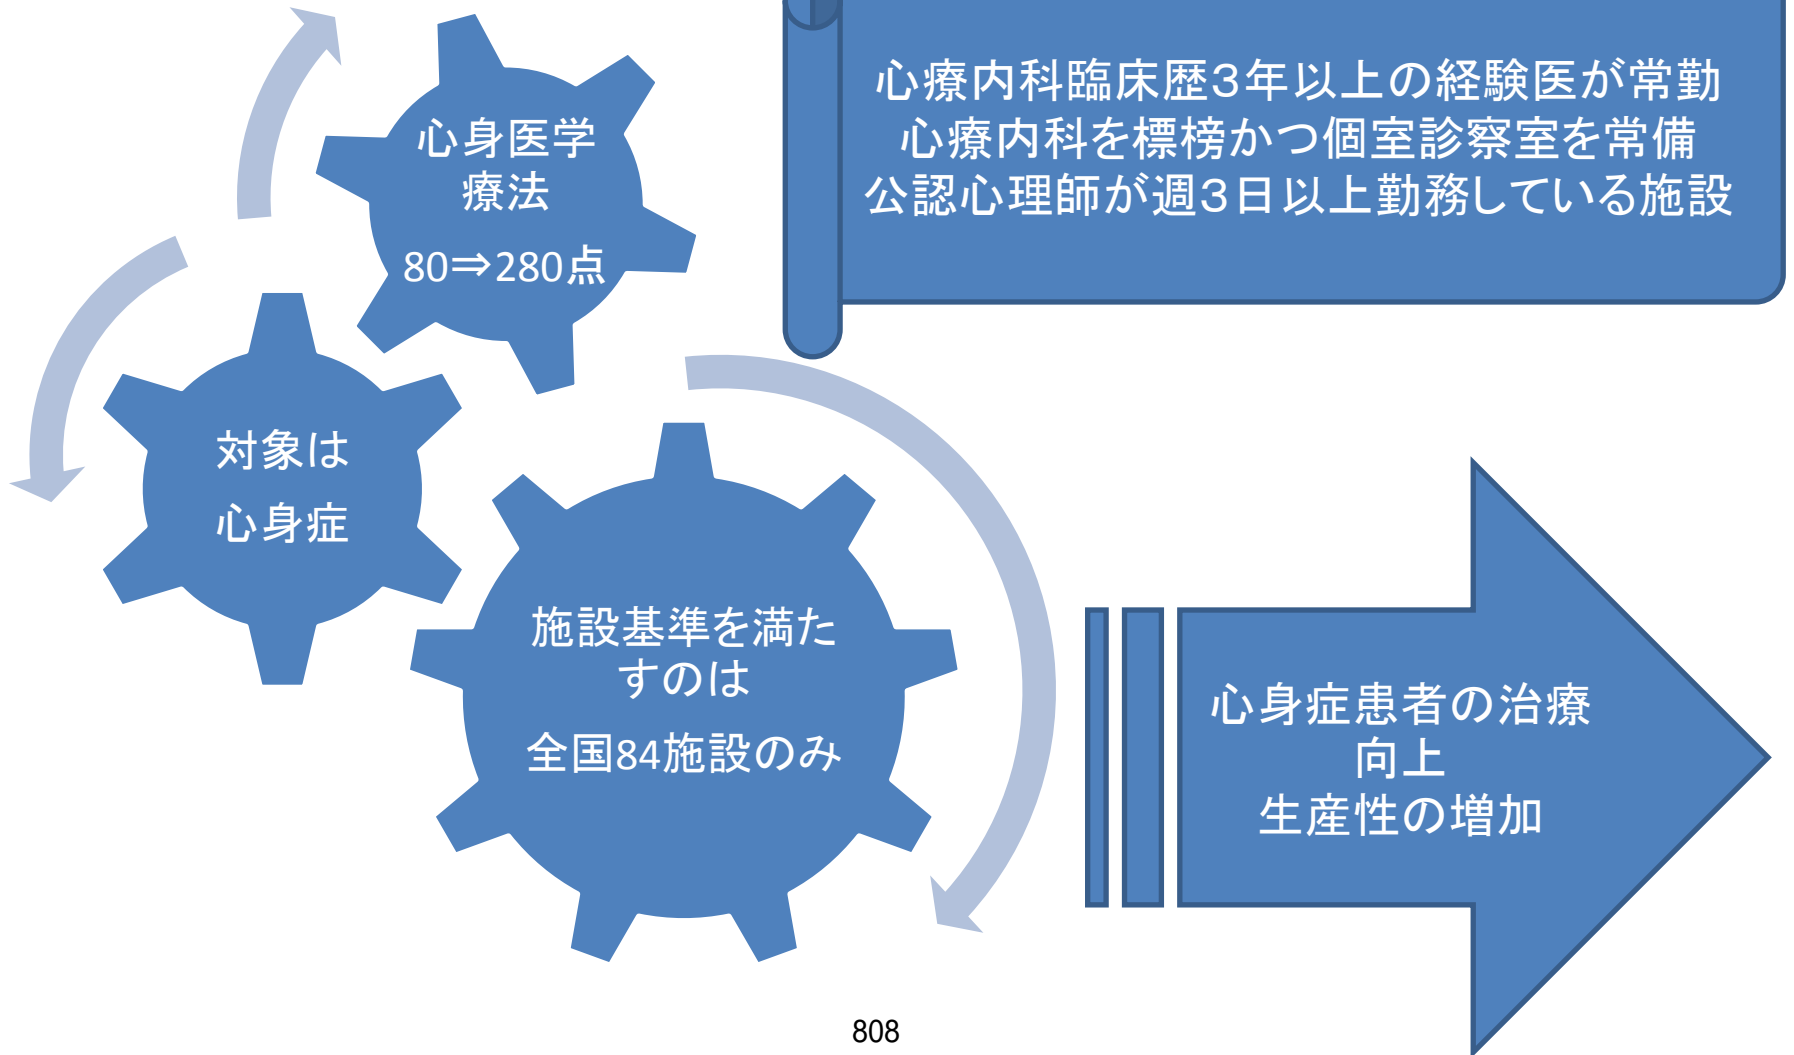 心療内科臨床歴３年以上の経験医が常勤
心療内科を標榜かつ個室診察室を常備
公認心理師が週３日以上勤務している施設
心身医学
療法
80⇒280点
対象は
心身症
施設基準を満た
すのは
全国84施設のみ
心身症患者の治療
向上
生産性の増加
808